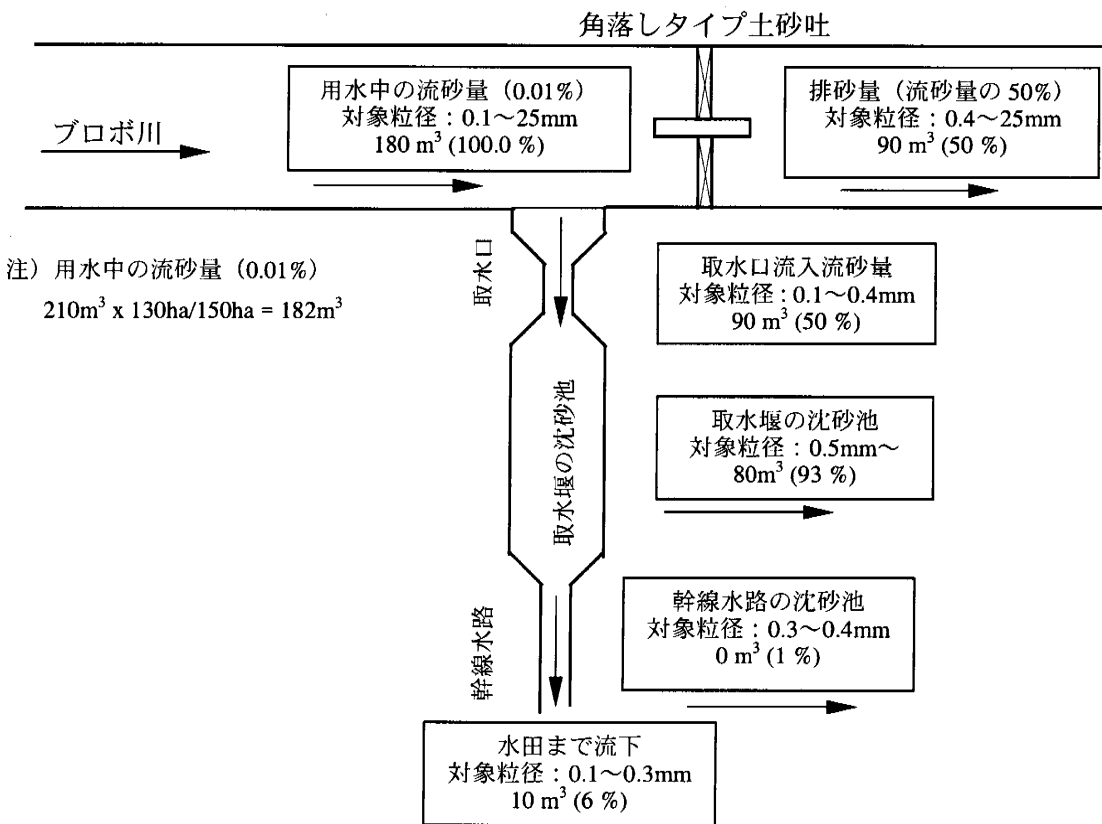 角落しタイプ土砂吐
ブロボ川
用水中の流砂量（0.01%）
対象粒径：0.1〜25mm
180 m³ (100.0 %)
排砂量（流砂量の 50%）
対象粒径：0.4〜25mm
90 m³ (50 %)
注）用水中の流砂量（0.01%）
210m³ x 130ha/150ha = 182m³
取水口
取水口流入流砂量
対象粒径：0.1〜0.4mm
90 m³ (50 %)
取水堰の沈砂池
取水堰の沈砂池
対象粒径：0.5mm〜
80m³ (93 %)
幹線水路
幹線水路の沈砂池
対象粒径：0.3〜0.4mm
0 m³ (1 %)
水田まで流下
対象粒径：0.1〜0.3mm
10 m³ (6 %)